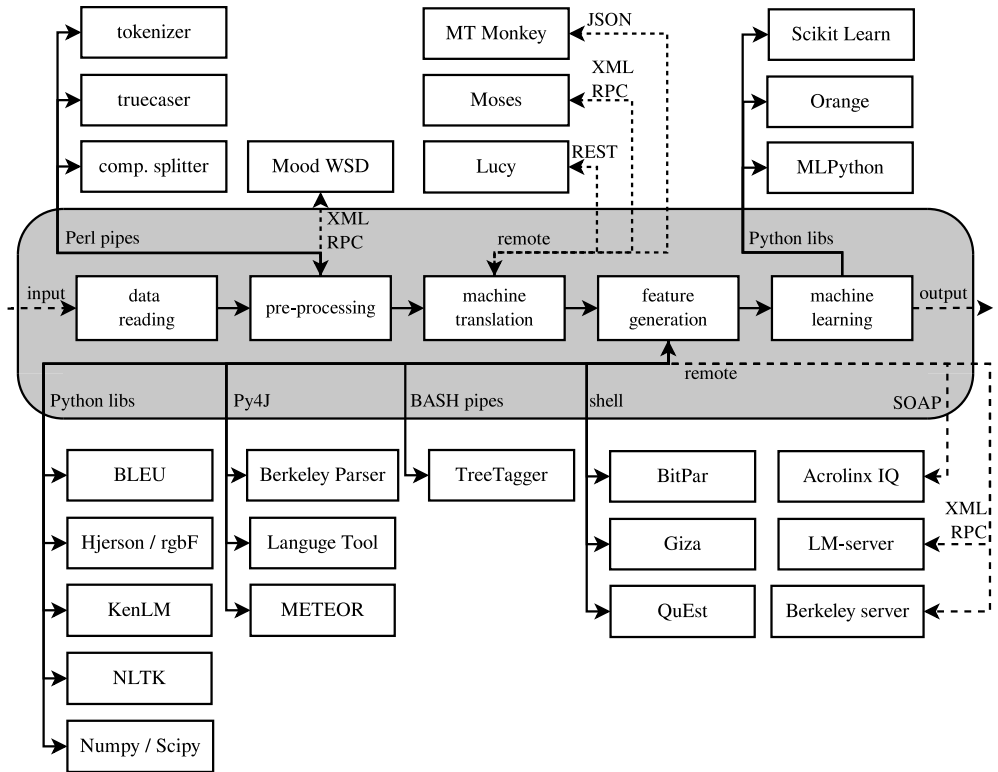 tokenizer
MT Monkey
JSON
Scikit Learn
XML
RPC
truecaser
Moses
Orange
comp. splitter
Mood WSD
Lucy
REST
MLPython
XML
RPC
Perl pipes
remote
Python libs
input
data
reading
pre-processing
machine
translation
feature
generation
machine
learning
output
remote
Python libs
Py4J
BASH pipes
shell
SOAP
BLEU
Berkeley Parser
TreeTagger
BitPar
Acrolinx IQ
XML
RPC
Hjerson / rgbF
Languge Tool
Giza
LM-server
KenLM
METEOR
QuEst
Berkeley server
NLTK
Numpy / Scipy